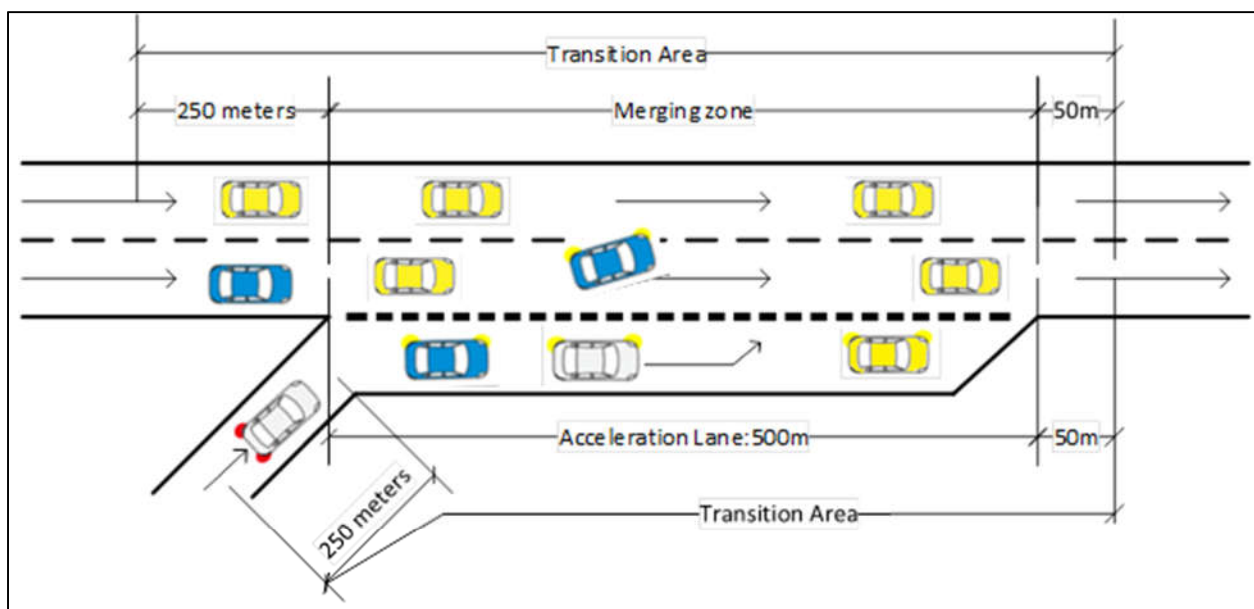 Transition Area
250 meters
Merging zone
50m
Acceleration Lane:500m
50m
250 meters
Transition Area